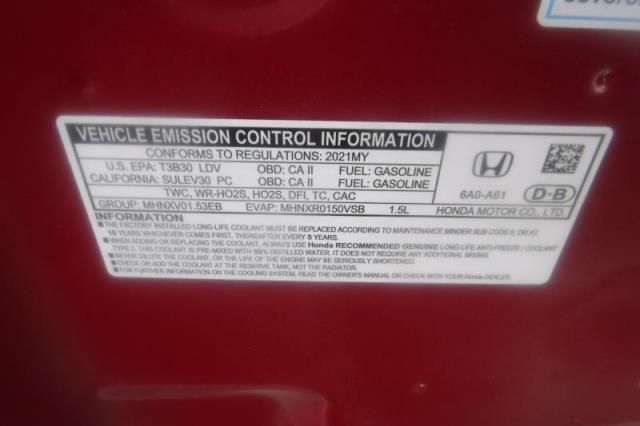 VEHICLE EMISSION CONTROL INFORMATION
CONFORMS TO REGULATIONS: 2021MY
U.S. EPA: T3B30 LDV OBD: CA II FUEL: GASOLINE
CALIFORNIA: SULEV30 PC OBD: CA II FUEL: GASOLINE
TWC, WR-HO2S, HO2S, DFI, TC, CAC
GROUP: MHNXV01.53EB EVAP: MHNXR0150VSB 1.5L
6A0-A61 D-B
HONDA MOTOR CO., LTD.
INFORMATION
THE FACTORY INSTALLED LONG-LIFE COOLANT MUST BE REPLACED ACCORDING TO MAINTENANCE MINDER SUB CODE 5, OR AT
10 YEARS WHICHEVER COMES FIRST. THEREAFTER EVERY 5 YEARS.
WHEN ADDING OR REPLACING THE COOLANT, ALWAYS USE Honda RECOMMENDED GENUINE LONG-LIFE ANTI-FREEZE / COOLANT
TYPE 2. THIS COOLANT IS PRE-MIXED WITH 50% DISTILLED WATER. IT DOES NOT REQUIRE ANY ADDITIONAL MIXING.
NEVER DILUTE THE COOLANT, OR THE LIFE OF THE ENGINE MAY BE SERIOUSLY SHORTENED.
CHECK OR ADD THE COOLANT AT THE RESERVE TANK, NOT THE RADIATOR.
FOR FURTHER INFORMATION ON THE COOLING SYSTEM, READ THE OWNER'S MANUAL OR CHECK WITH YOUR Honda DEALER.